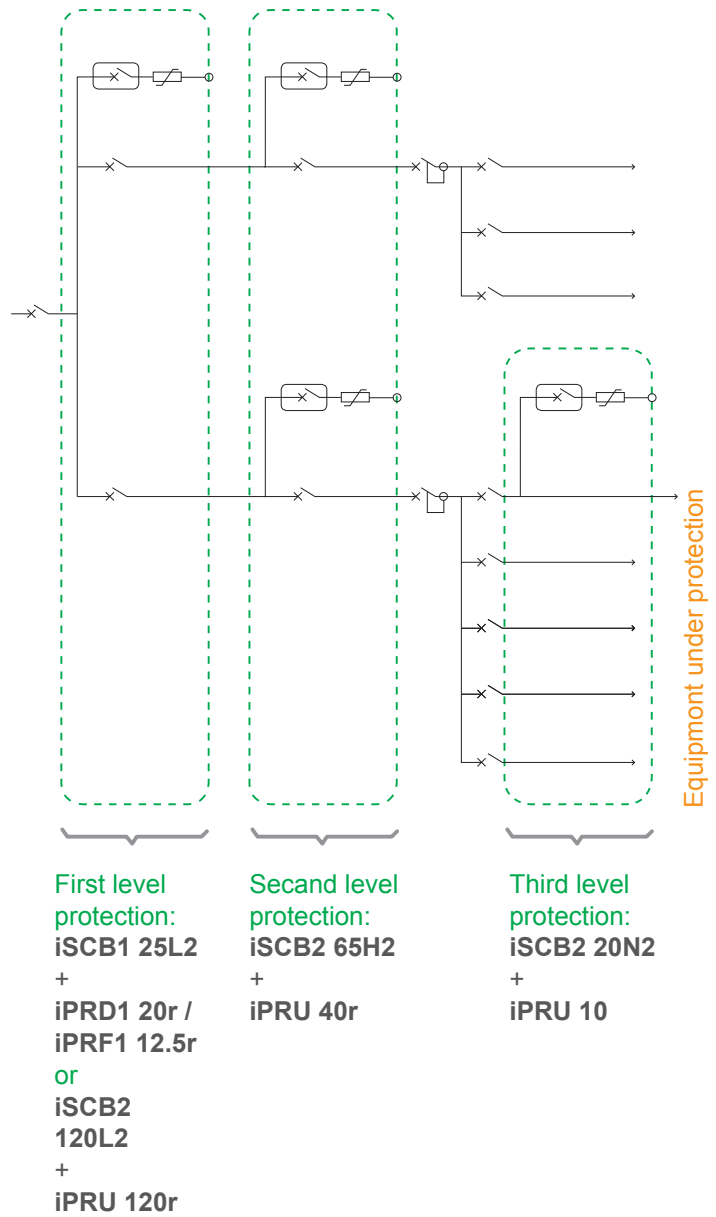 Equipmont under protection
First level
protection:
iSCB1 25L2
+
iPRD1 20r /
iPRF1 12.5r
or
iSCB2
120L2
+
iPRU 120r
Secand level
protection:
iSCB2 65H2
+
iPRU 40r
Third level
protection:
iSCB2 20N2
+
iPRU 10